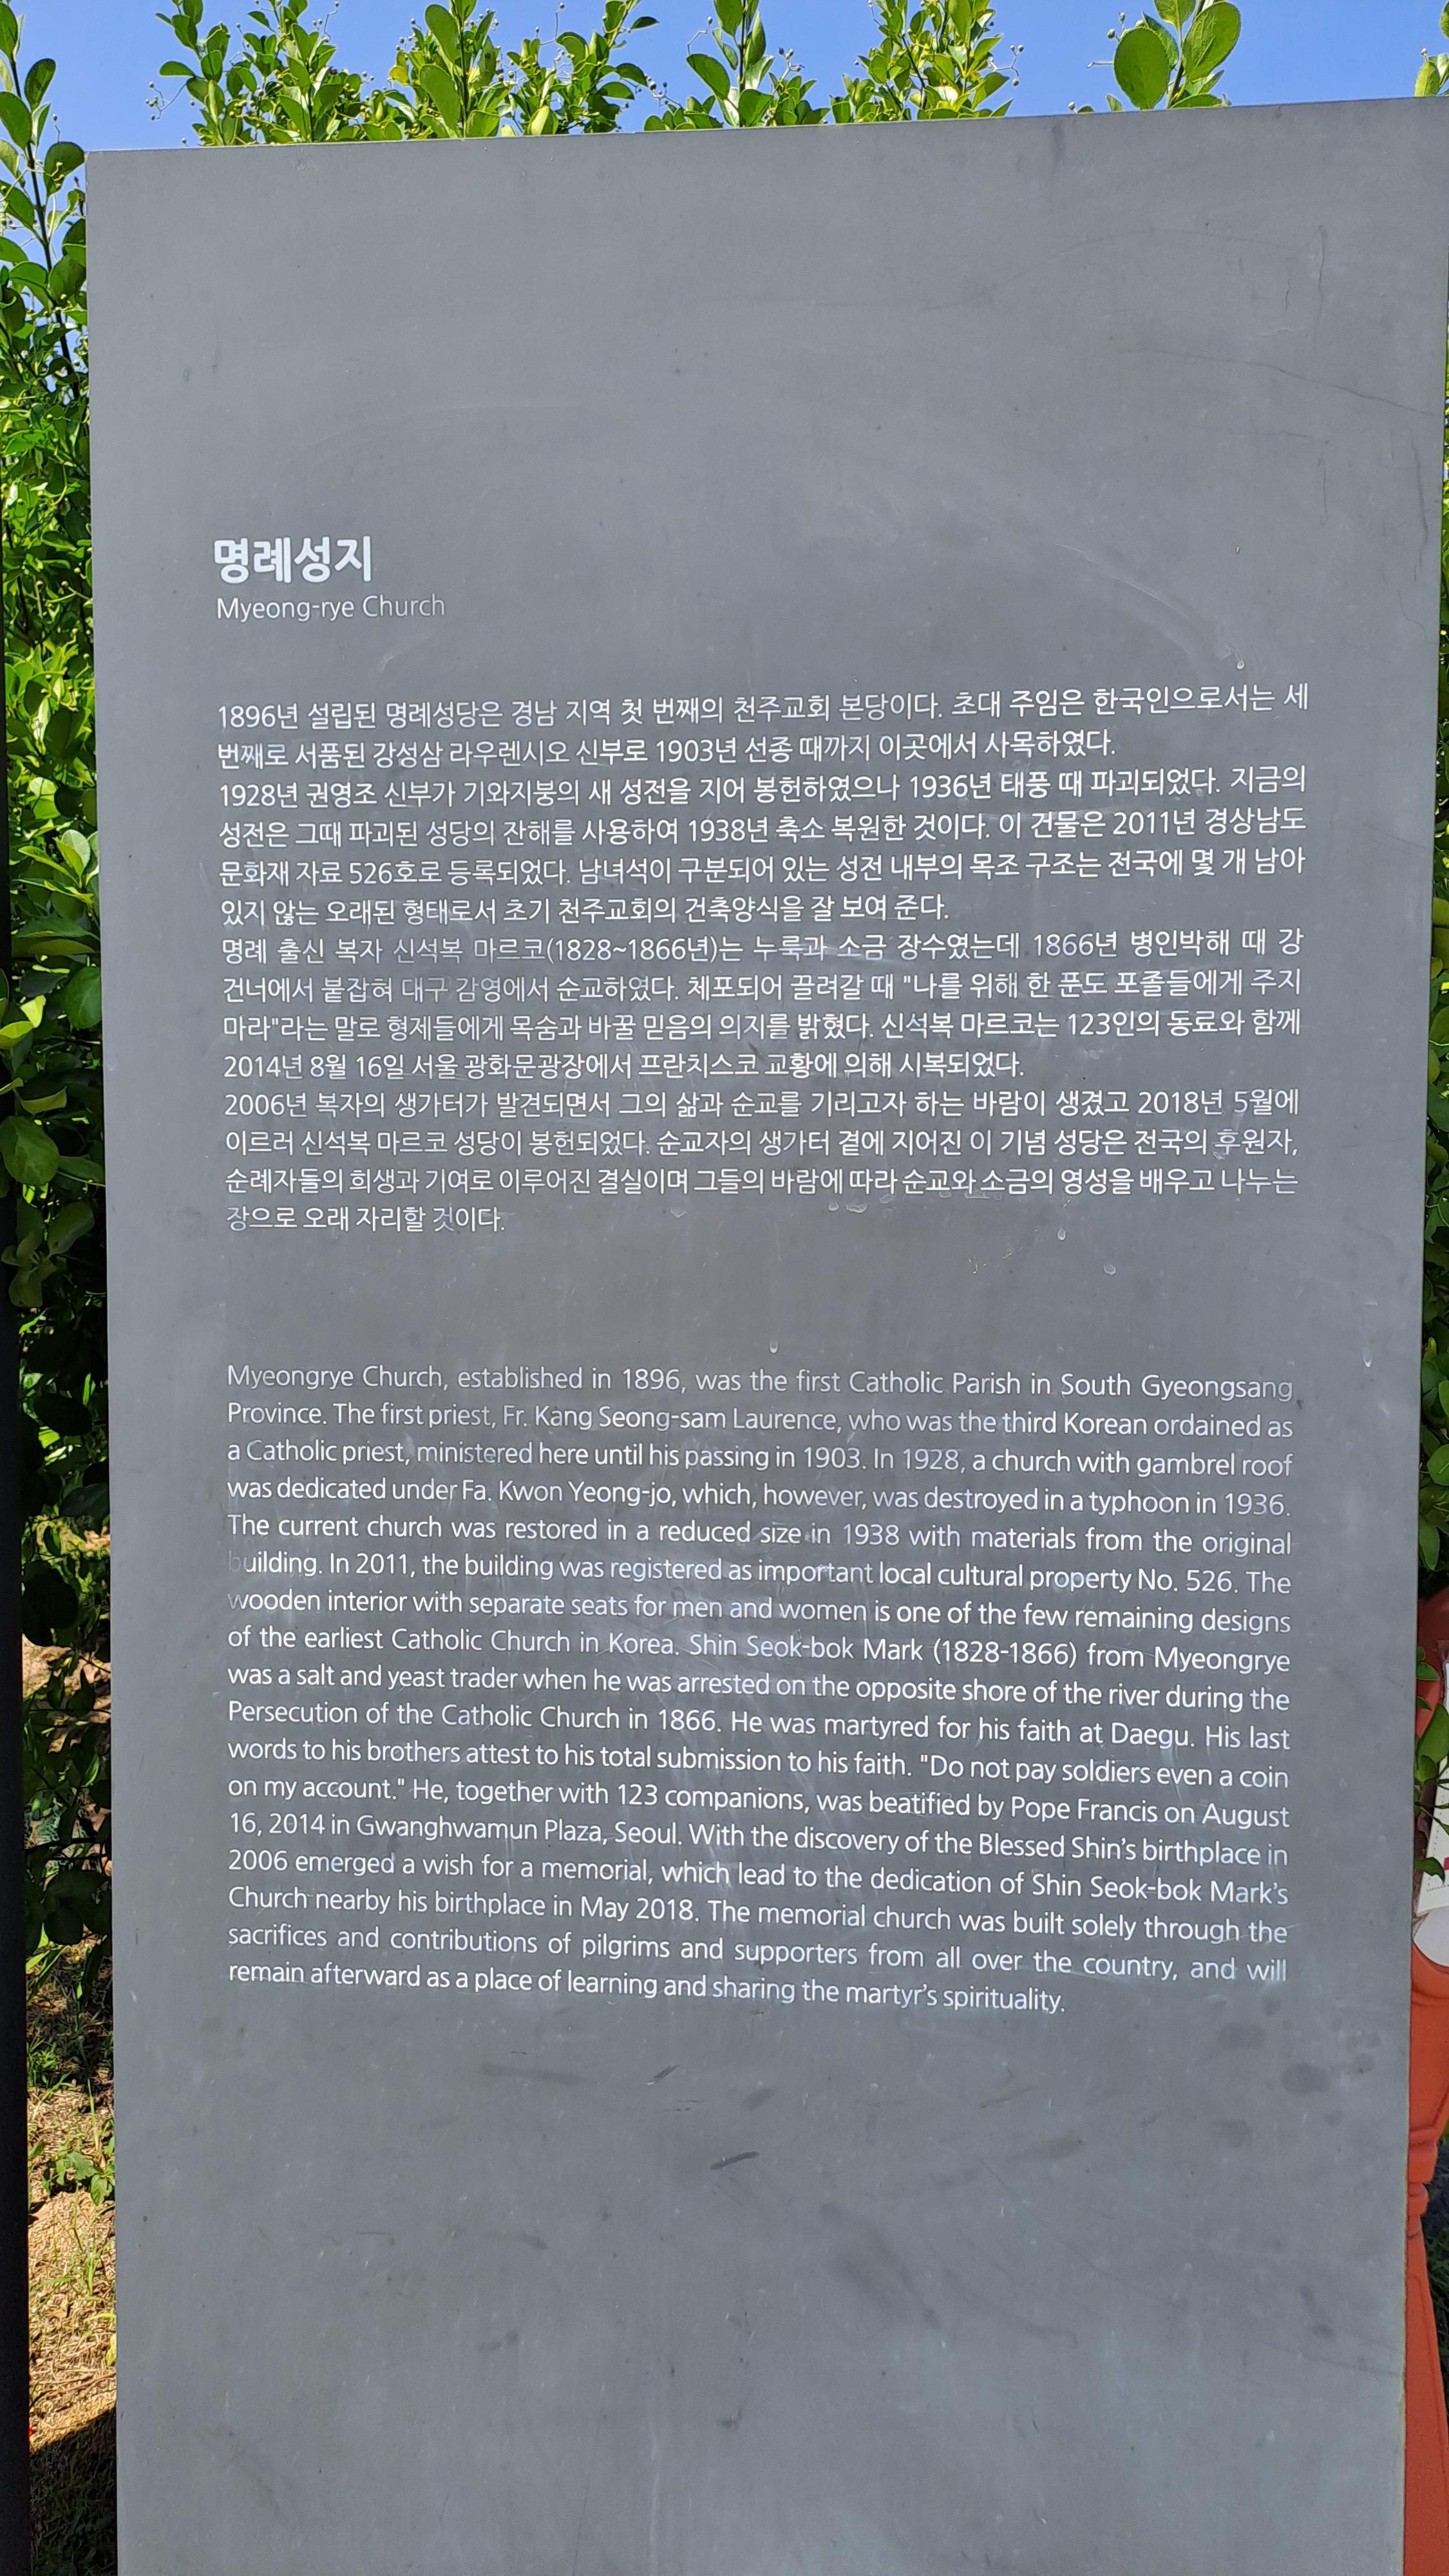 명례성지
Myeong-rye Church
1896년 설립된 명례성당은 경남 지역 첫 번째의 천주교회 본당이다. 초대 주임은 한국인으로서는 세
번째로 서품된 강성삼 라우렌시오 신부로 1903년 선종 때까지 이곳에서 사목하였다.
1928년 권영조 신부가 기와지붕의 새 성전을 지어 봉헌하였으나 1936년 태풍 때 파괴되었다. 지금의
성전은 그때 파괴된 성당의 잔해를 사용하여 1938년 축소 복원한 것이다. 이 건물은 2011년 경상남도
문화재 자료 526호로 등록되었다. 남녀석이 구분되어 있는 성전 내부의 목조 구조는 전국에 몇 개 남아
있지 않는 오래된 형태로서 초기 천주교회의 건축양식을 잘 보여 준다.
명례 출신 복자 신석복 마르코(1828~1866년)는 누룩과 소금 장수였는데 1866년 병인박해 때 강
건너에서 붙잡혀 대구 감영에서 순교하였다. 체포되어 끌려갈 때 "나를 위해 한 푼도 포졸들에게 주지
마라"라는 말로 형제들에게 목숨과 바꿀 믿음의 의지를 밝혔다. 신석복 마르코는 123인의 동료와 함께
2014년 8월 16일 서울 광화문광장에서 프란치스코 교황에 의해 시복되었다.
2006년 복자의 생가터가 발견되면서 그의 삶과 순교를 기리고자 하는 바람이 생겼고 2018년 5월에
이르러 신석복 마르코 성당이 봉헌되었다. 순교자의 생가터 곁에 지어진 이 기념 성당은 전국의 후원자,
순례자들의 희생과 기여로 이루어진 결실이며 그들의 바람에 따라 순교와 소금의 영성을 배우고 나누는
장으로 오래 자리할 것이다.
Myeongrye Church, established in 1896, was the first Catholic Parish in South Gyeongsang
Province. The first priest, Fr. Kang Seong-sam Laurence, who was the third Korean ordained as
a Catholic priest, ministered here until his passing in 1903. In 1928, a church with gambrel roof
was dedicated under Fa. Kwon Yeong-jo, which, however, was destroyed in a typhoon in 1936.
The current church was restored in a reduced size in 1938 with materials from the original
building. In 2011, the building was registered as important local cultural property No. 526. The
wooden interior with separate seats for men and women is one of the few remaining designs
of the earliest Catholic Church in Korea. Shin Seok-bok Mark (1828-1866) from Myeongrye
was a salt and yeast trader when he was arrested on the opposite shore of the river during the
Persecution of the Catholic Church in 1866. He was martyred for his faith at Daegu. His last
words to his brothers attest to his total submission to his faith. "Do not pay soldiers even a coin
on my account." He, together with 123 companions, was beatified by Pope Francis on August
16, 2014 in Gwanghwamun Plaza, Seoul. With the discovery of the Blessed Shin's birthplace in
2006 emerged a wish for a memorial, which lead to the dedication of Shin Seok-bok Mark's
Church nearby his birthplace in May 2018. The memorial church was built solely through the
sacrifices and contributions of pilgrims and supporters from all over the country, and will
remain afterward as a place of learning and sharing the martyr's spirituality.